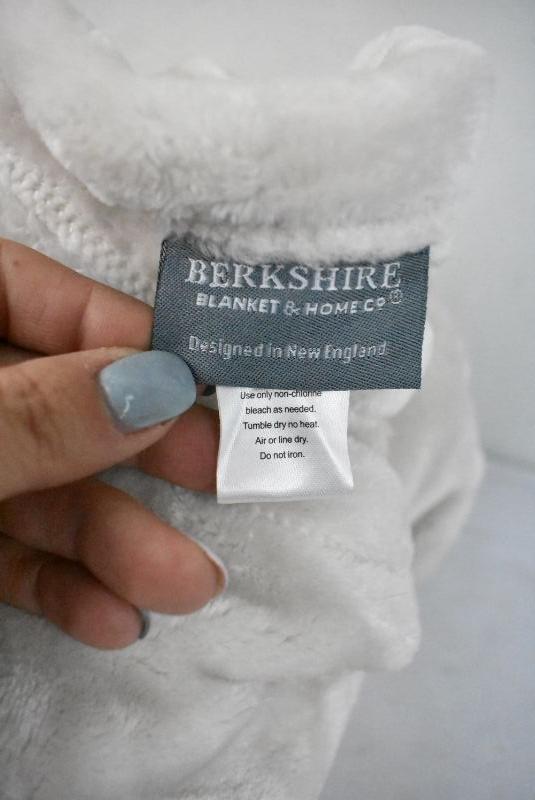 BERKSHIRE
BLANKET & HOME Cº®
Designed in New England
Use only non-chlorine
bleach as needed.
Tumble dry no heat.
Air or line dry.
Do not iron.